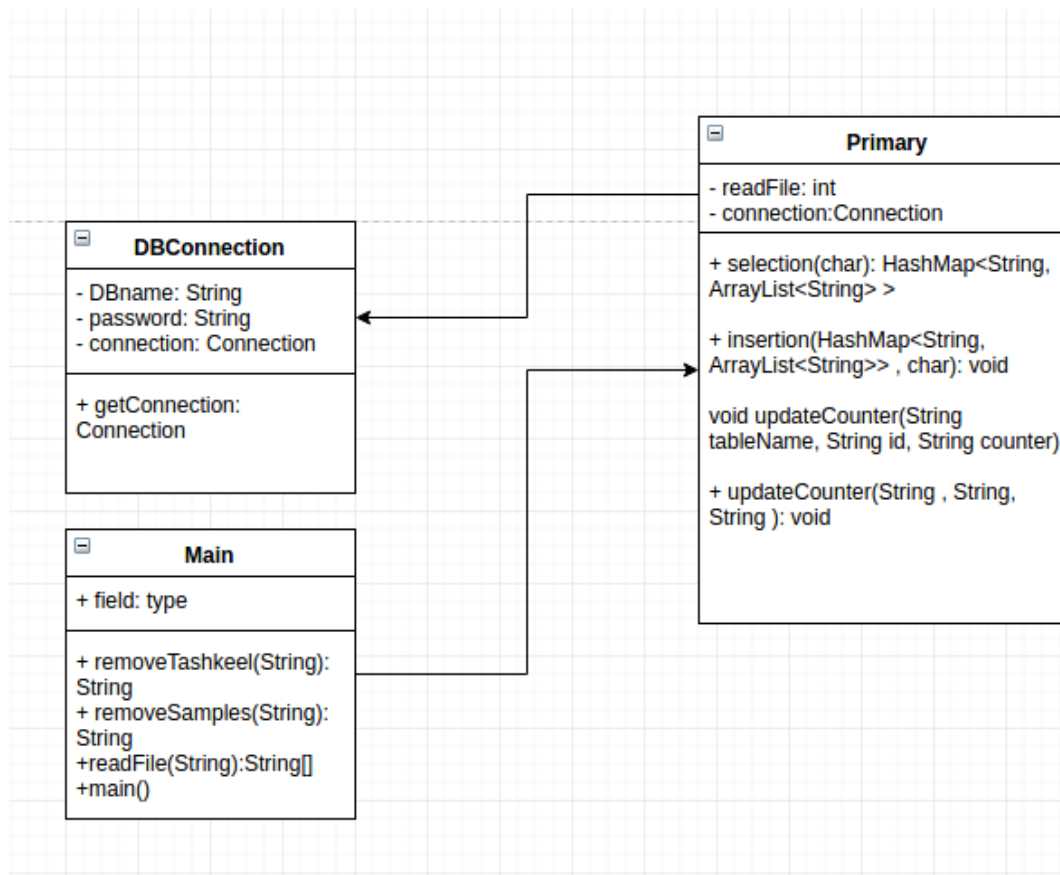 Primary
- readFile: int
- connection:Connection
+ selection(char): HashMap<String,
ArrayList<String> >
+ insertion(HashMap<String,
ArrayList<String>> , char): void
void updateCounter(String
tableName, String id, String counter)
+ updateCounter(String , String,
String ): void
DBConnection
- DBname: String
- password: String
- connection: Connection
+ getConnection:
Connection
Main
+ field: type
+ removeTashkeel(String):
String
+ removeSamples(String):
String
+readFile(String):String[]
+main()